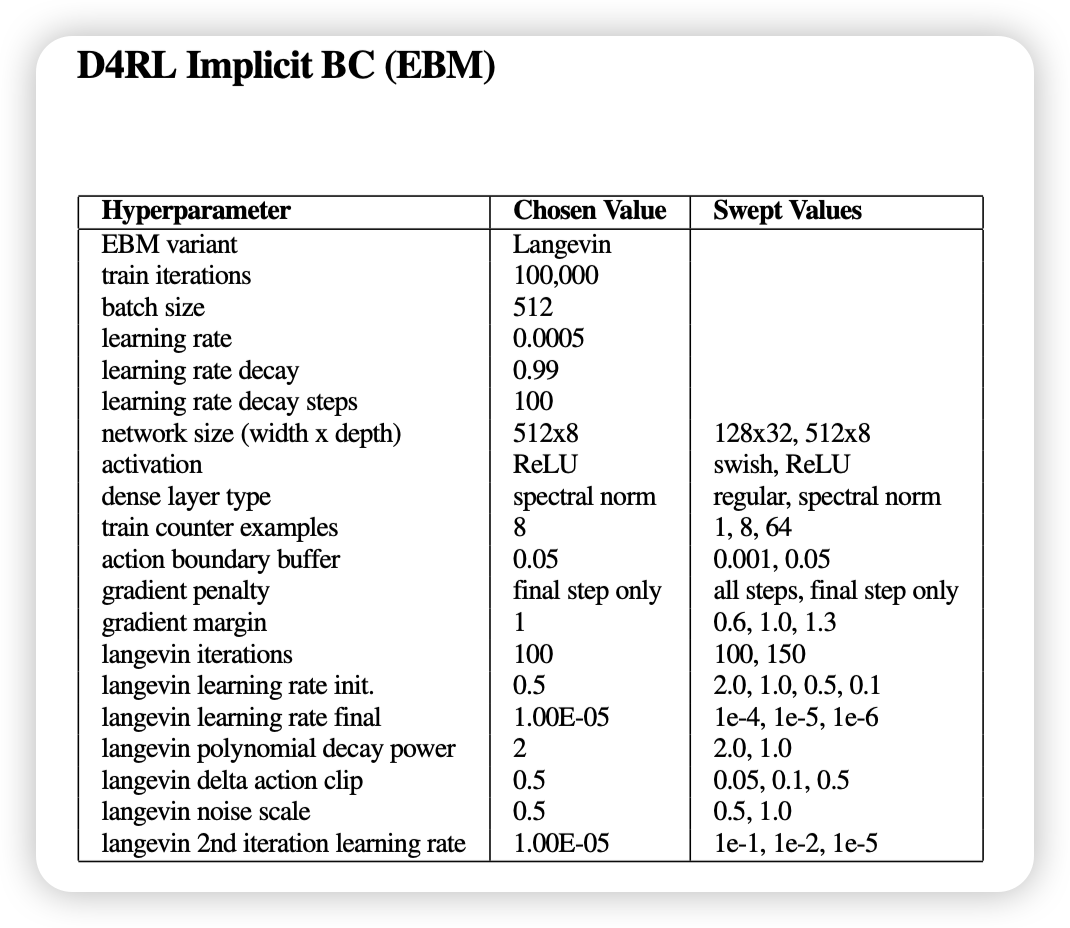 D4RL Implicit BC (EBM)
Hyperparameter Chosen Value Swept Values
EBM variant Langevin
train iterations 100,000
batch size 512
learning rate 0.0005
learning rate decay 0.99
learning rate decay steps 100
network size (width x depth) 512x8 128x32, 512x8
activation ReLU swish, ReLU
dense layer type spectral norm regular, spectral norm
train counter examples 8 1, 8, 64
action boundary buffer 0.05 0.001, 0.05
gradient penalty final step only all steps, final step only
gradient margin 1 0.6, 1.0, 1.3
langevin iterations 100 100, 150
langevin learning rate init. 0.5 2.0, 1.0, 0.5, 0.1
langevin learning rate final 1.00E-05 1e-4, 1e-5, 1e-6
langevin polynomial decay power 2 2.0, 1.0
langevin delta action clip 0.5 0.05, 0.1, 0.5
langevin noise scale 0.5 0.5, 1.0
langevin 2nd iteration learning rate 1.00E-05 1e-1, 1e-2, 1e-5